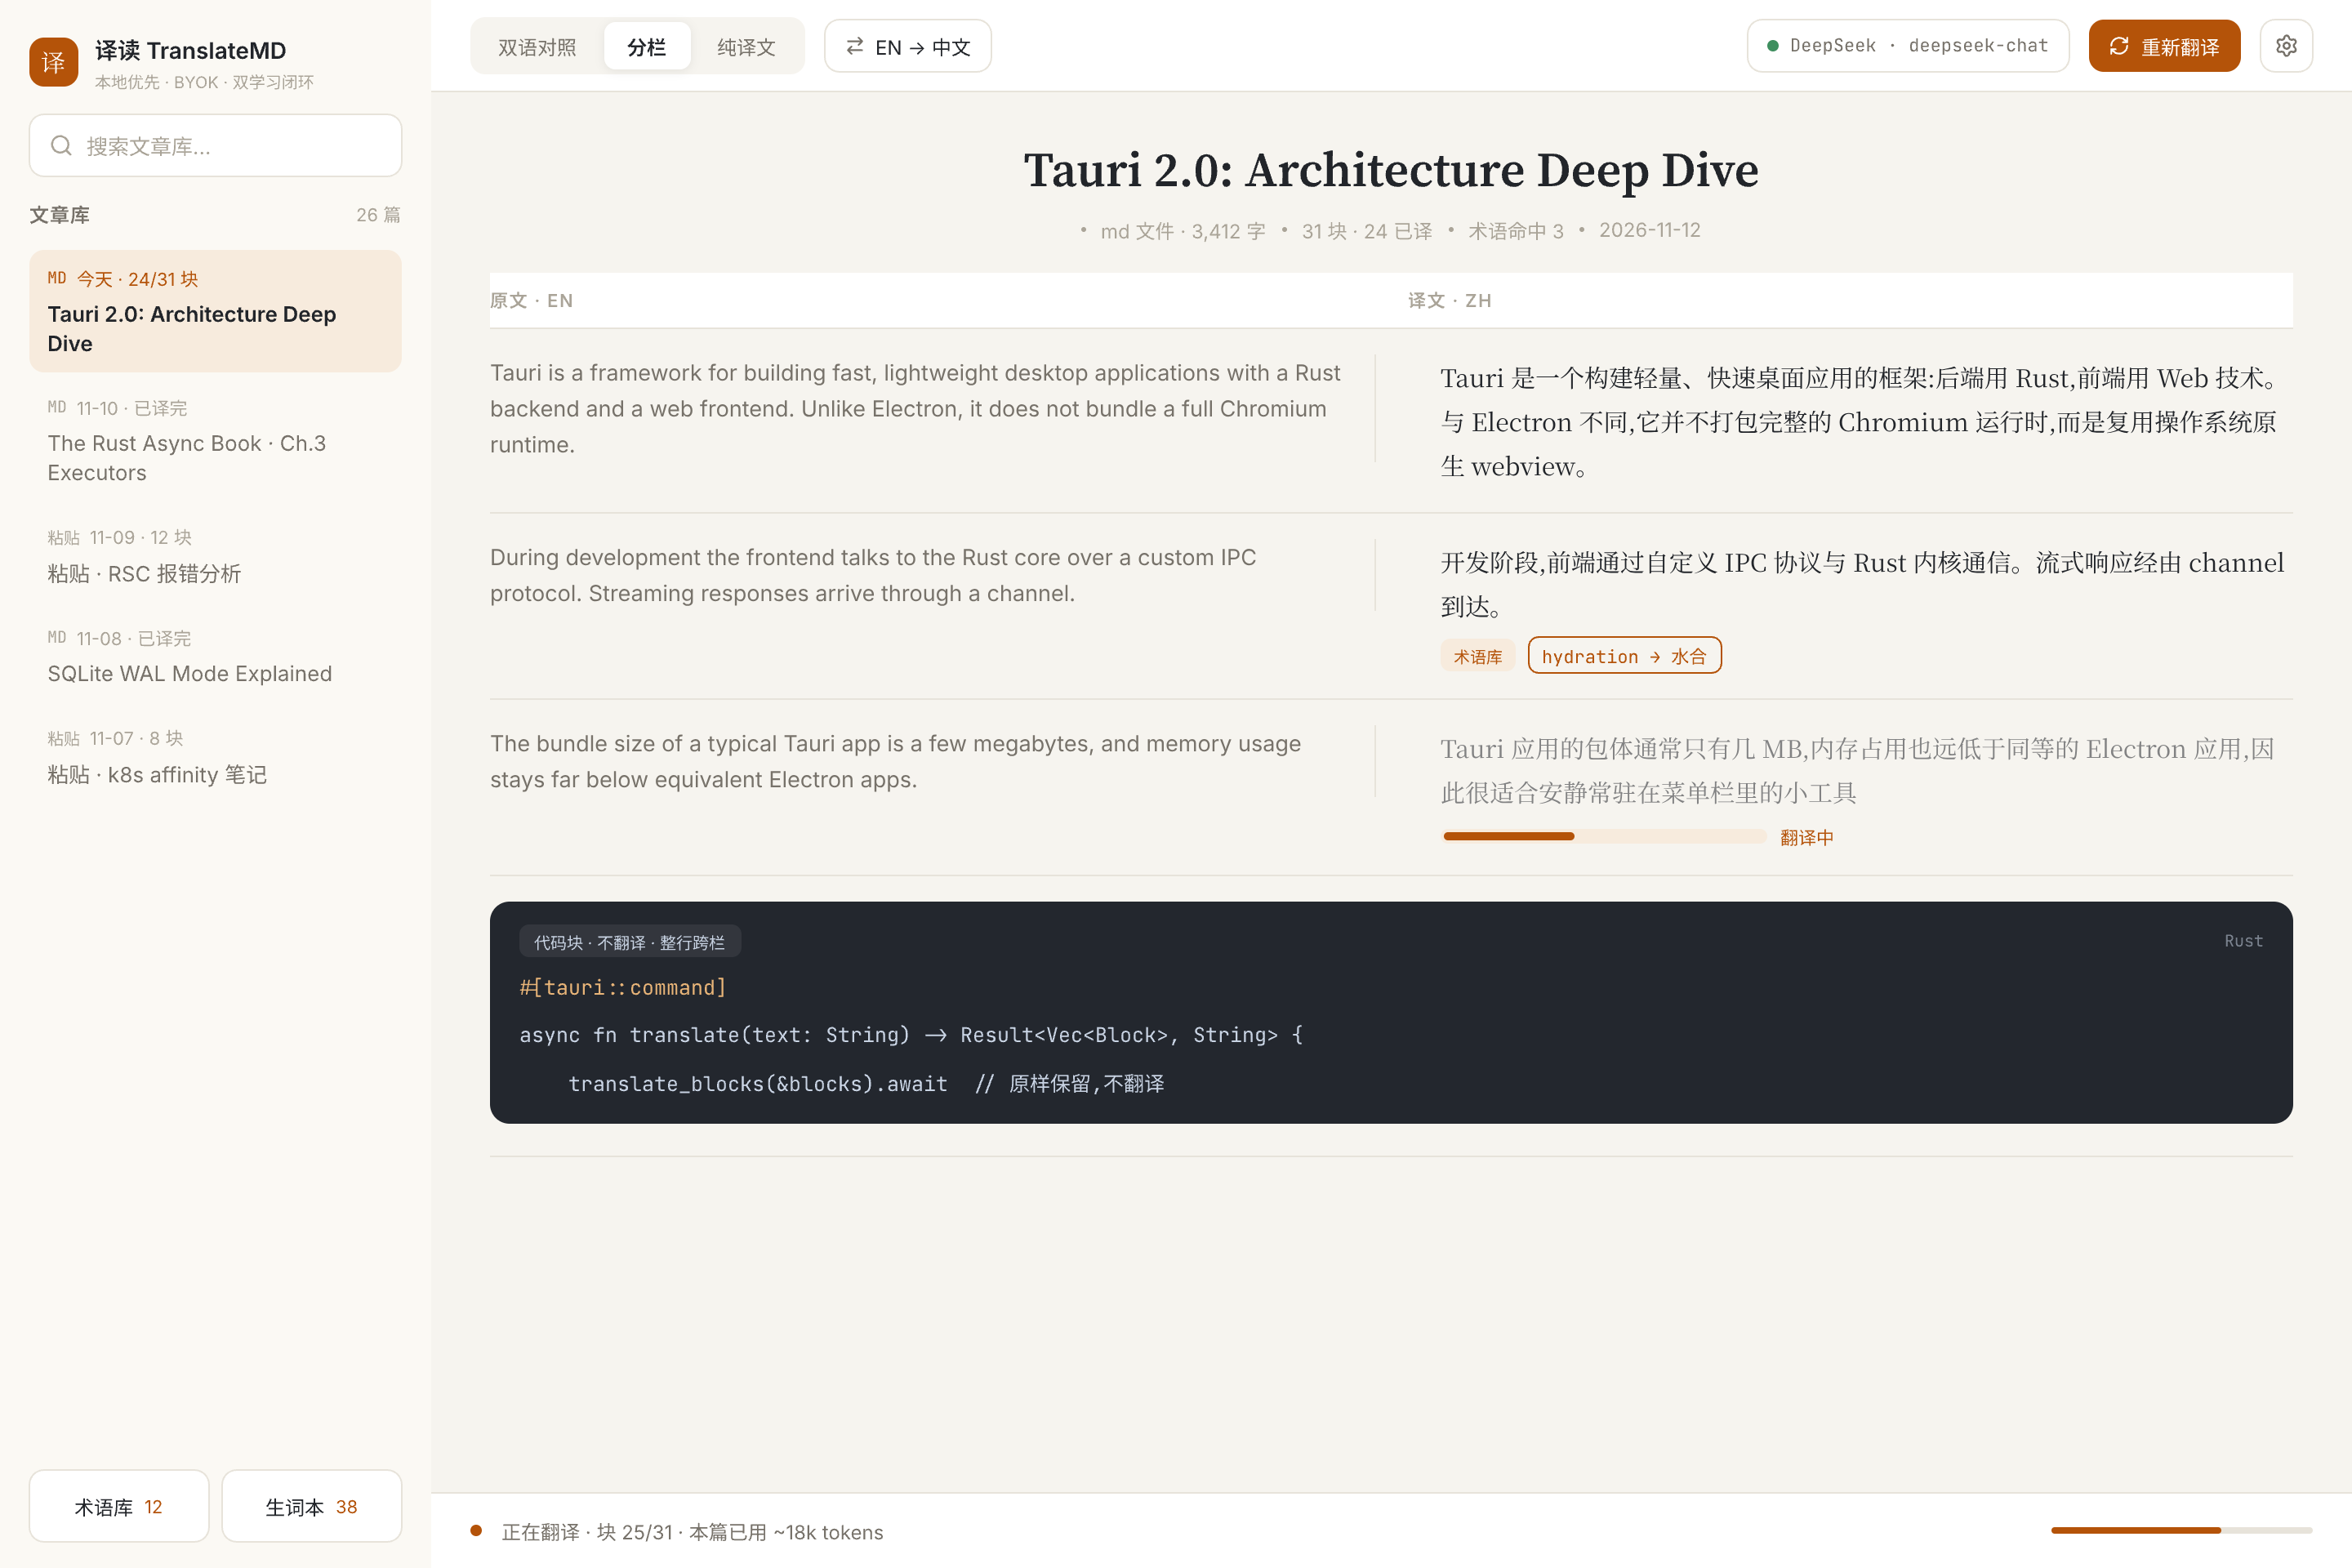 译
译读 TranslateMD
本地优先 · BYOK · 双学习闭环
搜索文章库...
文章库
26 篇
MD 今天 · 24/31 块
Tauri 2.0: Architecture Deep
Dive
MD 11-10 · 已译完
The Rust Async Book · Ch.3
Executors
粘贴 11-09 · 12 块
粘贴 · RSC 报错分析
MD 11-08 · 已译完
SQLite WAL Mode Explained
粘贴 11-07 · 8 块
粘贴 · k8s affinity 笔记
术语库 12
生词本 38
双语对照
分栏
纯译文
EN → 中文
DeepSeek · deepseek-chat
重新翻译
Tauri 2.0: Architecture Deep Dive
• md 文件 · 3,412 字 • 31 块 · 24 已译 • 术语命中 3 • 2026-11-12
原文 · EN
译文 · ZH
Tauri is a framework for building fast, lightweight desktop applications with a Rust
backend and a web frontend. Unlike Electron, it does not bundle a full Chromium
runtime.
Tauri 是一个构建轻量、快速桌面应用的框架:后端用 Rust,前端用 Web 技术。
与 Electron 不同,它并不打包完整的 Chromium 运行时,而是复用操作系统原
生 webview。
During development the frontend talks to the Rust core over a custom IPC
protocol. Streaming responses arrive through a channel.
开发阶段,前端通过自定义 IPC 协议与 Rust 内核通信。流式响应经由 channel
到达。
术语库
hydration → 水合
The bundle size of a typical Tauri app is a few megabytes, and memory usage
stays far below equivalent Electron apps.
Tauri 应用的包体通常只有几 MB,内存占用也远低于同等的 Electron 应用,因
此很适合安静常驻在菜单栏里的小工具
翻译中
代码块 · 不翻译 · 整行跨栏
Rust
#[tauri::command]
async fn translate(text: String) -> Result<Vec<Block>, String> {
translate_blocks(&blocks).await // 原样保留,不翻译
正在翻译 · 块 25/31 · 本篇已用 ~18k tokens